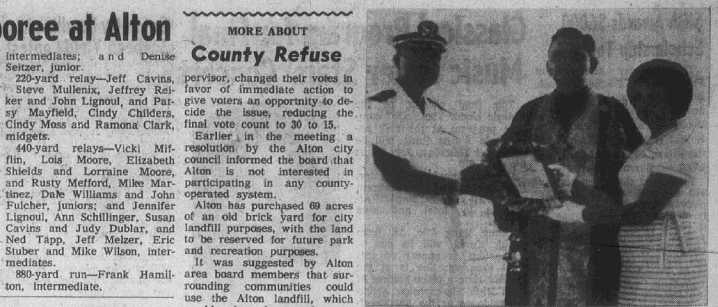 oree at Alton
intermediates; and Denise
Seitzer, junior.
220-yard relay—Jeff Cavins,
Steve Mullenix, Jeffrey Rei-
ker and John Lignoul, and Pat-
sy Mayfield, Cindy Childers,
Cindy Moss and Ramona Clark,
midgets.
440-yard relays—Vicki Mif-
flin, Lois Moore, Elizabeth
Shields and Lorraine Moore,
and Rusty Mefford, Mike Mar-
tinez, Dale Williams and John
Fulcher, juniors; and Jennifer
Lignoul, Ann Schillinger, Susan
Cavins and Judy Dublar, and
Ned Tapp, Jeff Melzer, Eric
Stuber and Mike Wilson, inter-
mediates.
880-yard run—Frank Hamil-
ton, intermediate.
MORE ABOUT
County Refuse
pervisor, changed their votes in
favor of immediate action to
give voters an opportunity to de-
cide the issue, reducing the
final vote count to 30 to 15.
Earlier in the meeting a
resolution by the Alton city
council informed the board that
Alton is not interested in
participating in any county-
operated system.
Alton has purchased 69 acres
of an old brick yard for city
landfill purposes, with the land
to be reserved for future park
and recreation purposes.
It was suggested by Alton
area board members that sur-
rounding communities could
use the Alton landfill, which